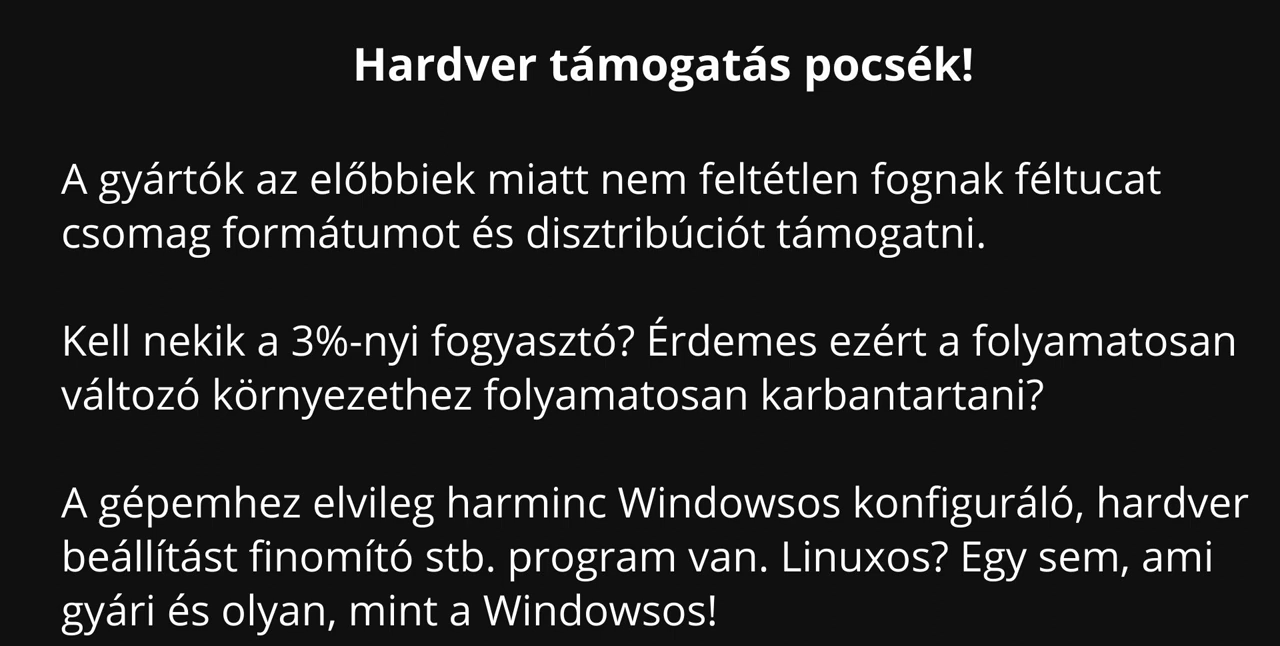 Hardver támogatás pocsék!
A gyártók az előbbiek miatt nem feltétlen fognak féltucat
csomag formátumot és disztribúciót támogatni.
Kell nekik a 3%-nyi fogyasztó? Érdemes ezért a folyamatosan
változó környezethez folyamatosan karbantartani?
A gépemhez elvileg harminc Windowsos konfiguráló, hardver
beállítást finomító stb. program van. Linuxos? Egy sem, ami
gyári és olyan, mint a Windowsos!